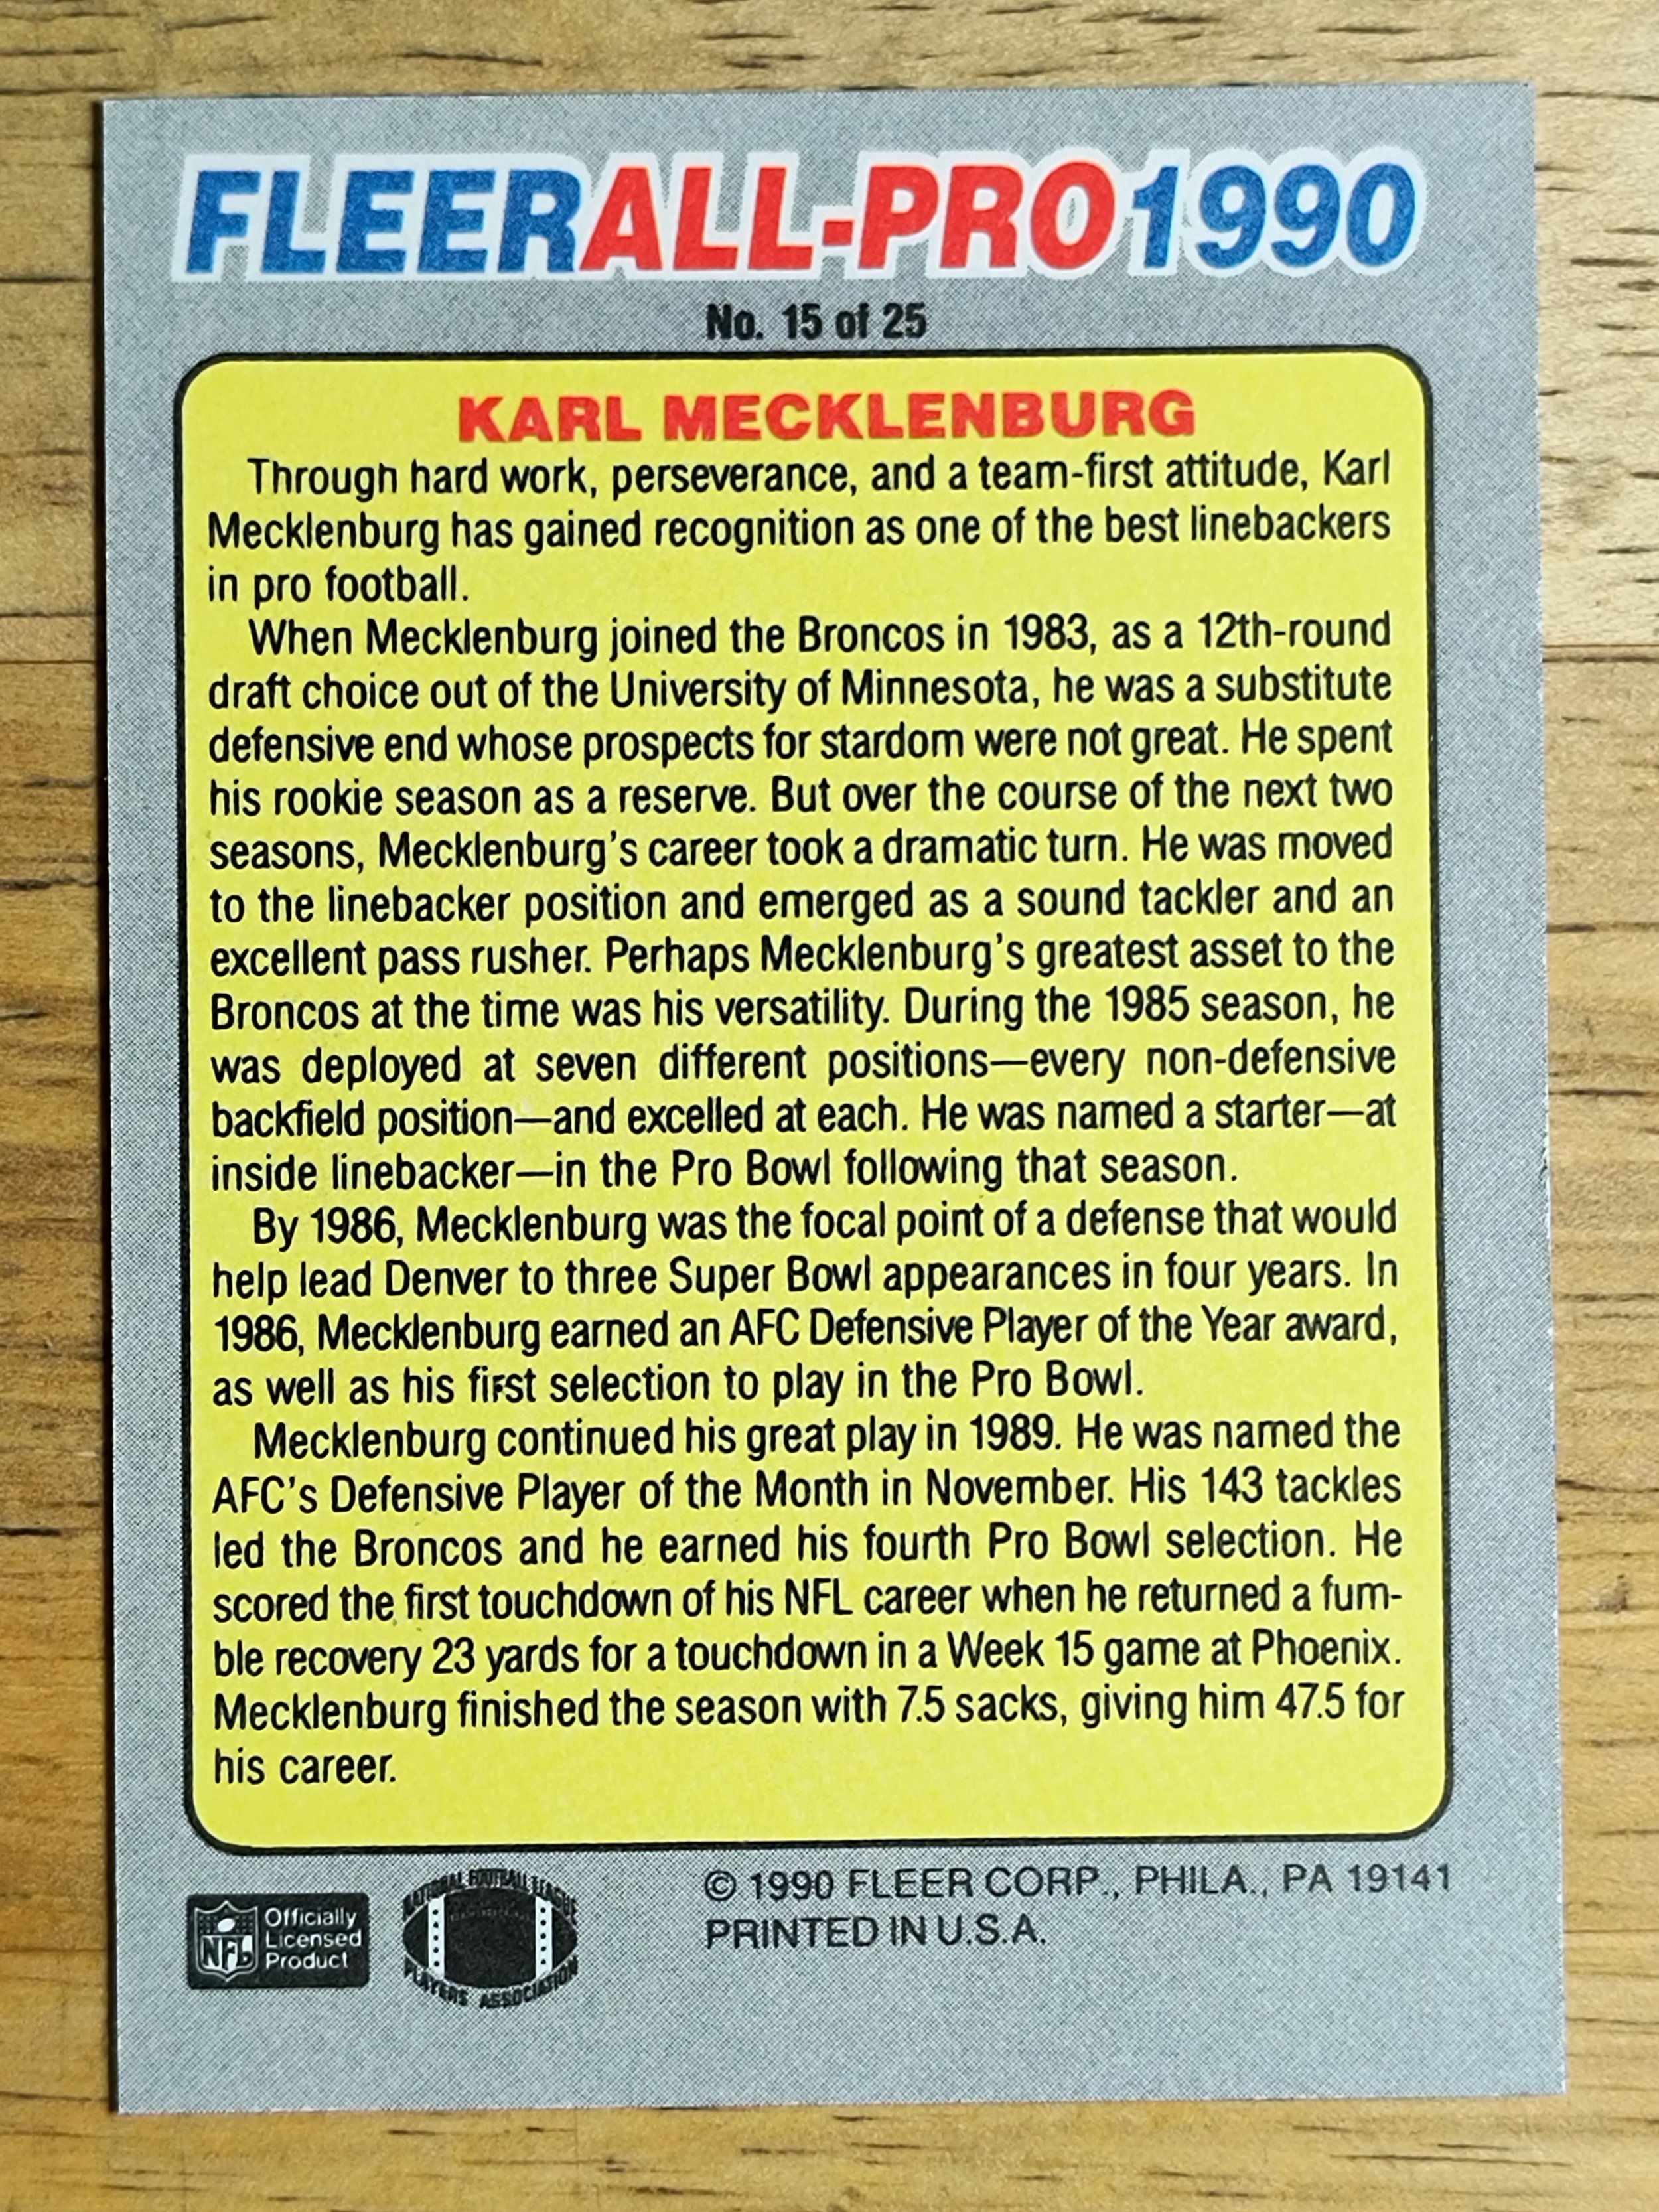 FLEER ALL-PRO 1990
No. 15 of 25
KARL MECKLENBURG
Through hard work, perseverance, and a team-first attitude, Karl
Mecklenburg has gained recognition as one of the best linebackers
in pro football.
When Mecklenburg joined the Broncos in 1983, as a 12th-round
draft choice out of the University of Minnesota, he was a substitute
defensive end whose prospects for stardom were not great. He spent
his rookie season as a reserve. But over the course of the next two
seasons, Mecklenburg's career took a dramatic turn. He was moved
to the linebacker position and emerged as a sound tackler and an
excellent pass rusher. Perhaps Mecklenburg's greatest asset to the
Broncos at the time was his versatility. During the 1985 season, he
was deployed at seven different positions—every non-defensive
backfield position—and excelled at each. He was named a starter—at
inside linebacker—in the Pro Bowl following that season.
By 1986, Mecklenburg was the focal point of a defense that would
help lead Denver to three Super Bowl appearances in four years. In
1986, Mecklenburg earned an AFC Defensive Player of the Year award,
as well as his first selection to play in the Pro Bowl.
Mecklenburg continued his great play in 1989. He was named the
AFC's Defensive Player of the Month in November. His 143 tackles
led the Broncos and he earned his fourth Pro Bowl selection. He
scored the first touchdown of his NFL career when he returned a fum-
ble recovery 23 yards for a touchdown in a Week 15 game at Phoenix.
Mecklenburg finished the season with 7.5 sacks, giving him 47.5 for
his career.
NFL
Officially
Licensed
Product
NATIONAL FOOTBALL LEAGUE
PLAYERS ASSOCIATION
© 1990 FLEER CORP., PHILA., PA 19141
PRINTED IN U.S.A.